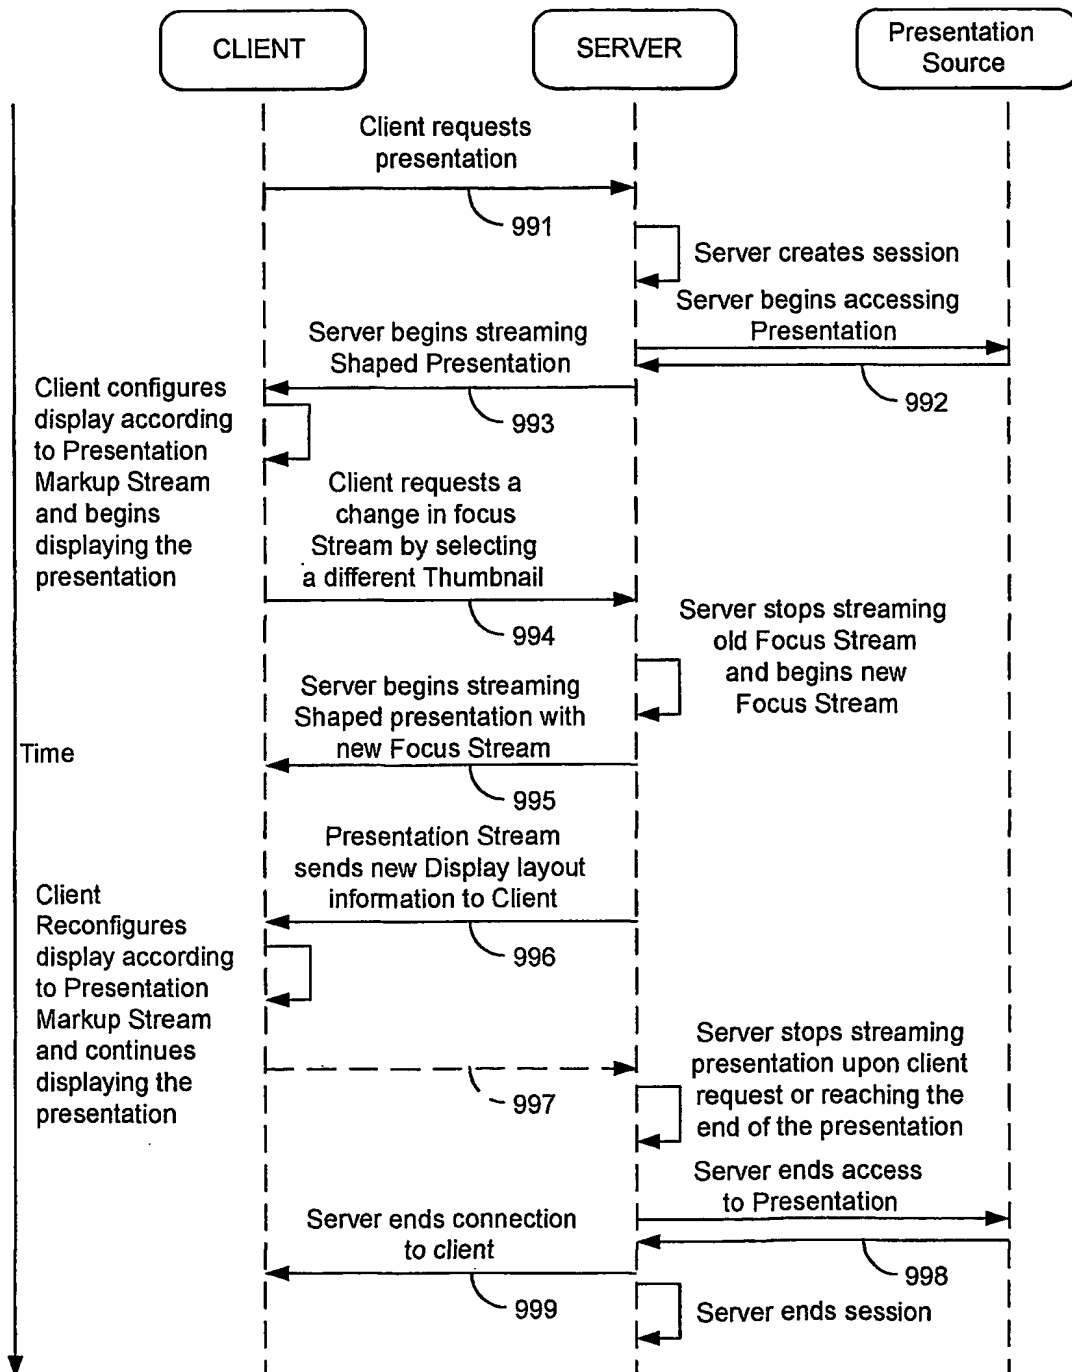 CLIENT
SERVER
Presentation
Source
Client requests
presentation
991
Server creates session
Server begins accessing
Presentation
992
Server begins streaming
Shaped Presentation
993
Client configures
display according
to Presentation
Markup Stream
and begins
displaying the
presentation
Client requests a
change in focus
Stream by selecting
a different Thumbnail
994
Server stops streaming
old Focus Stream
and begins new
Focus Stream
Server begins streaming
Shaped presentation with
new Focus Stream
995
Time
Presentation Stream
sends new Display layout
information to Client
996
Client
Reconfigures
display according
to Presentation
Markup Stream
and continues
displaying the
presentation
997
Server stops streaming
presentation upon client
request or reaching the
end of the presentation
Server ends access
to Presentation
998
Server ends connection
to client
999
Server ends session